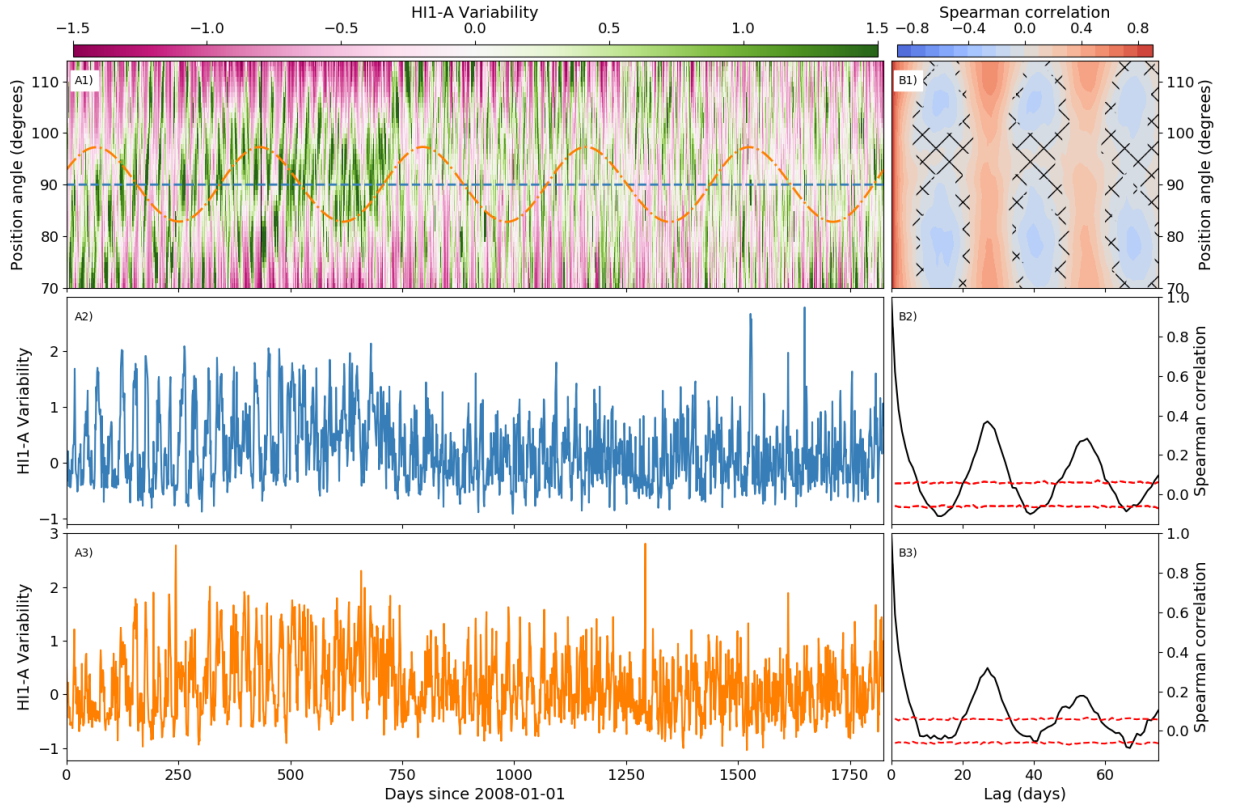 HI1-A Variability
−1.5 −1.0 −0.5 0.0 0.5 1.0 1.5
Spearman correlation
−0.8 −0.4 0.0 0.4 0.8
A1)
Position angle (degrees)
110
100
90
80
70
B1)
110
100
90
80
70
Position angle (degrees)
A2)
HI1-A Variability
2
1
0
−1
B2)
1.0
0.8
0.6
0.4
0.2
0.0
Spearman correlation
A3)
HI1-A Variability
3
2
1
0
−1
0 250 500 750 1000 1250 1500 1750
Days since 2008-01-01
B3)
1.0
0.8
0.6
0.4
0.2
0.0
Spearman correlation
0 20 40 60
Lag (days)